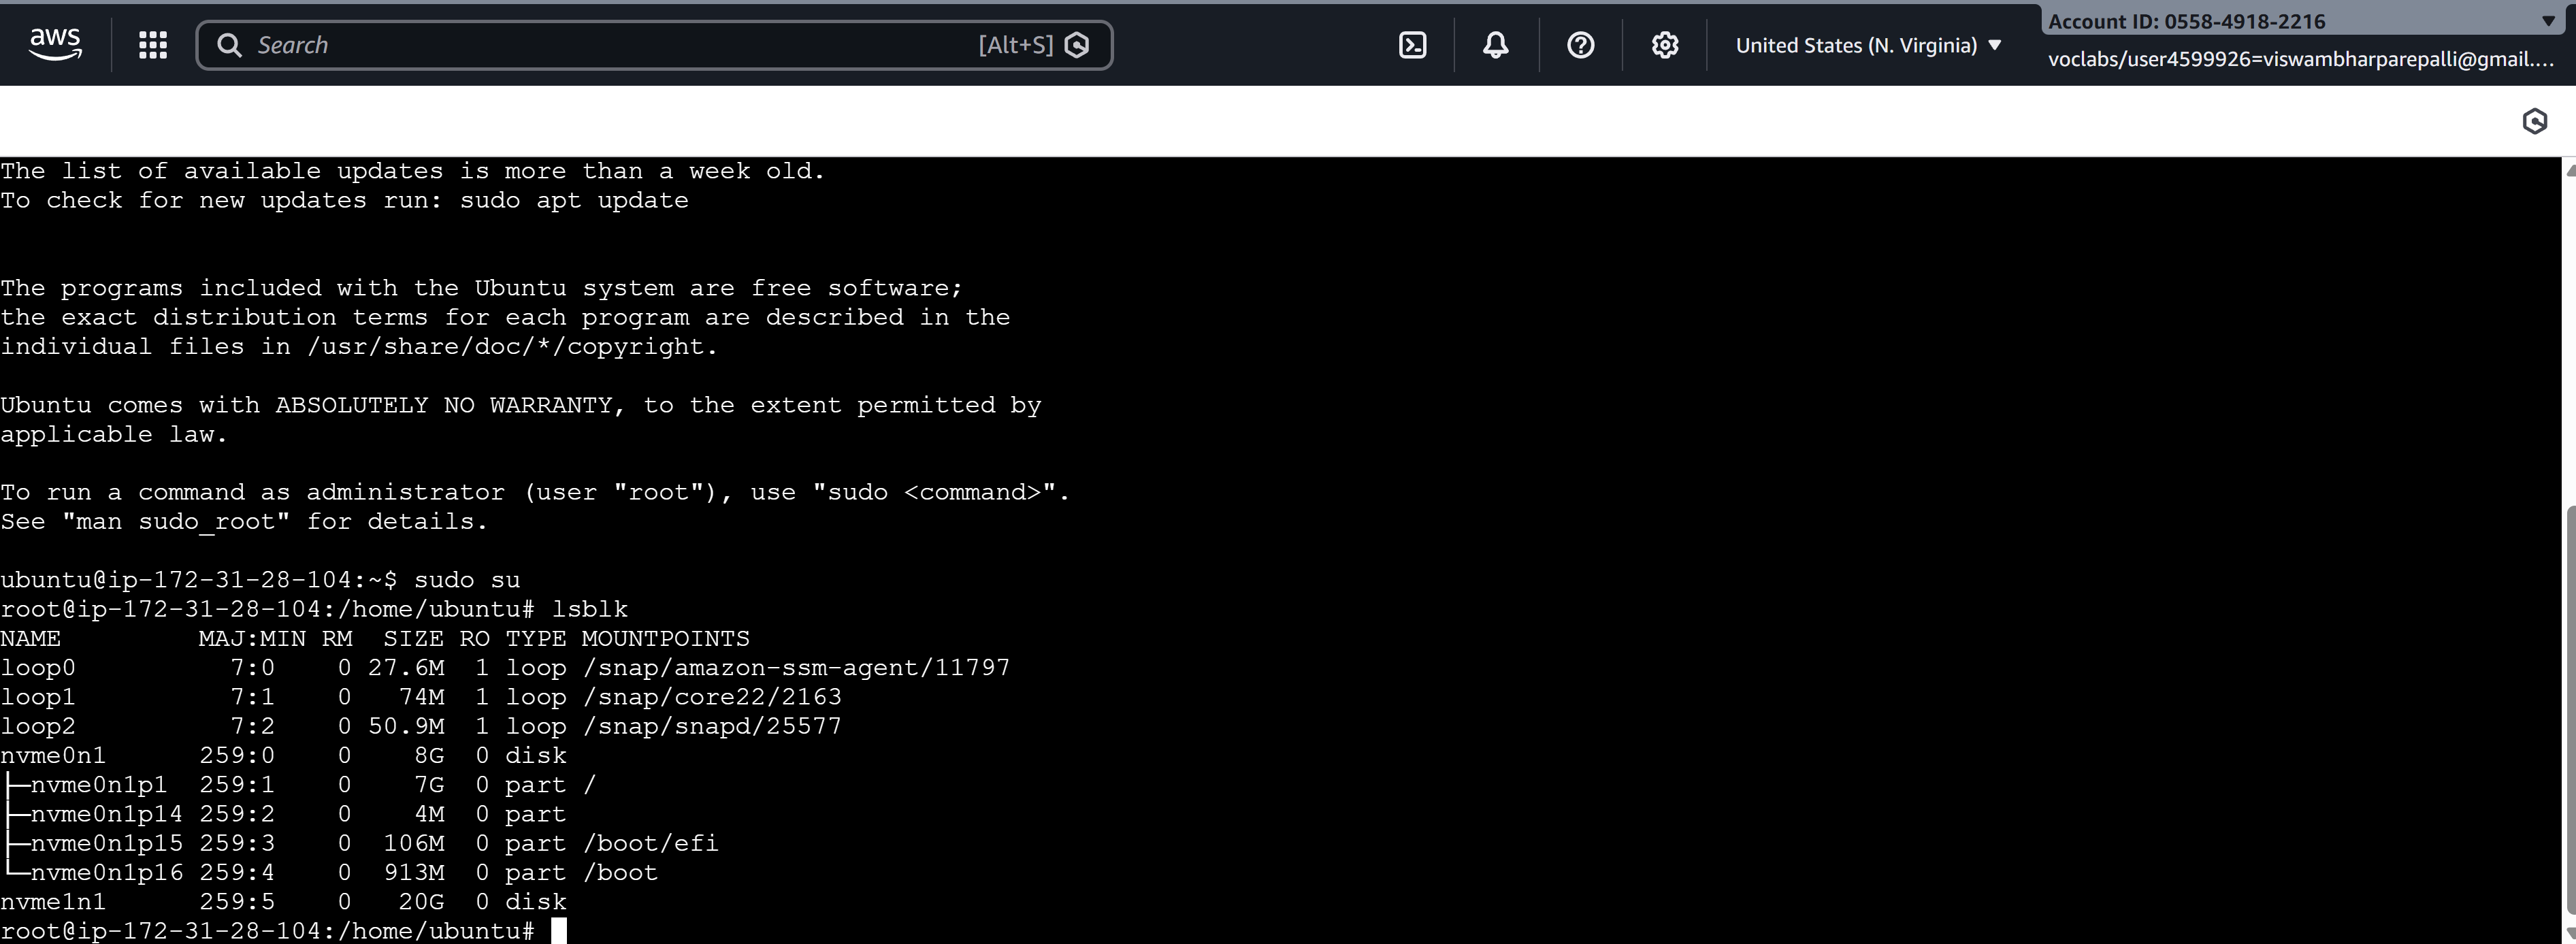 aws
Search
[Alt+S]
United States (N. Virginia)
Account ID: 0558-4918-2216
voclabs/user4599926=viswambharparepalli@gmail....
The list of available updates is more than a week old.
To check for new updates run: sudo apt update
The programs included with the Ubuntu system are free software;
the exact distribution terms for each program are described in the
individual files in /usr/share/doc/*/copyright.
Ubuntu comes with ABSOLUTELY NO WARRANTY, to the extent permitted by
applicable law.
To run a command as administrator (user "root"), use "sudo <command>".
See "man sudo_root" for details.
ubuntu@ip-172-31-28-104:~$ sudo su
root@ip-172-31-28-104:/home/ubuntu# lsblk
NAME         MAJ:MIN RM  SIZE RO TYPE MOUNTPOINTS
loop0          7:0    0 27.6M  1 loop /snap/amazon-ssm-agent/11797
loop1          7:1    0   74M  1 loop /snap/core22/2163
loop2          7:2    0 50.9M  1 loop /snap/snapd/25577
nvme0n1      259:0    0    8G  0 disk
├─nvme0n1p1  259:1    0    7G  0 part /
├─nvme0n1p14 259:2    0    4M  0 part
├─nvme0n1p15 259:3    0  106M  0 part /boot/efi
└─nvme0n1p16 259:4    0  913M  0 part /boot
nvme1n1      259:5    0   20G  0 disk
root@ip-172-31-28-104:/home/ubuntu#